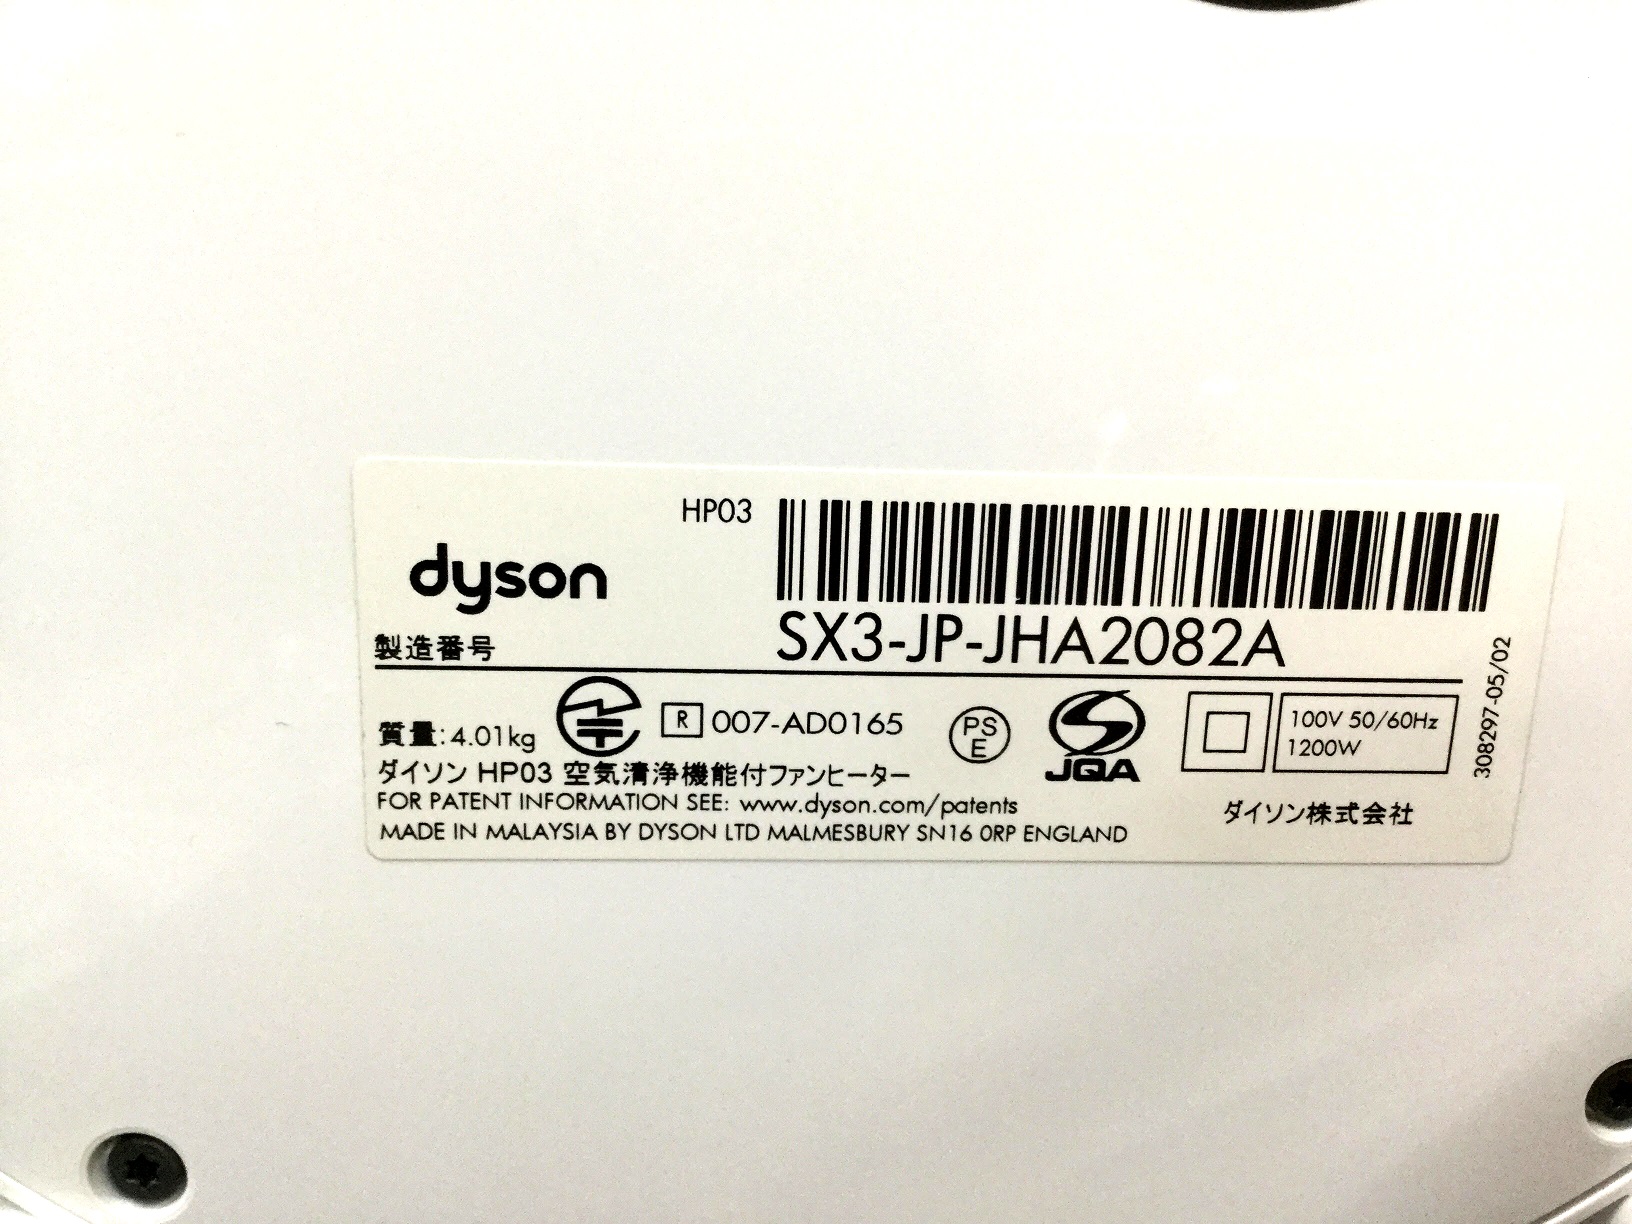 HP03
dyson
製造番号 SX3-JP-JHA2082A
質量:4.01kg R 007-AD0165 PS E JQA 100V 50/60Hz
1200W
ダイソン HP03 空気清浄機能付ファンヒーター
FOR PATENT INFORMATION SEE: www.dyson.com/patents
MADE IN MALAYSIA BY DYSON LTD MALMESBURY SN16 0RP ENGLAND
ダイソン株式会社
308297-05/02